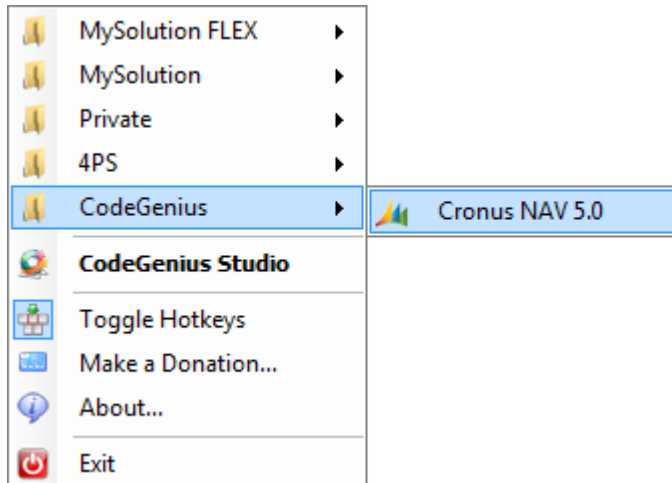 MySolution FLEX
MySolution
Private
4PS
CodeGenius
Cronus NAV 5.0
CodeGenius Studio
Toggle Hotkeys
Make a Donation...
About...
Exit